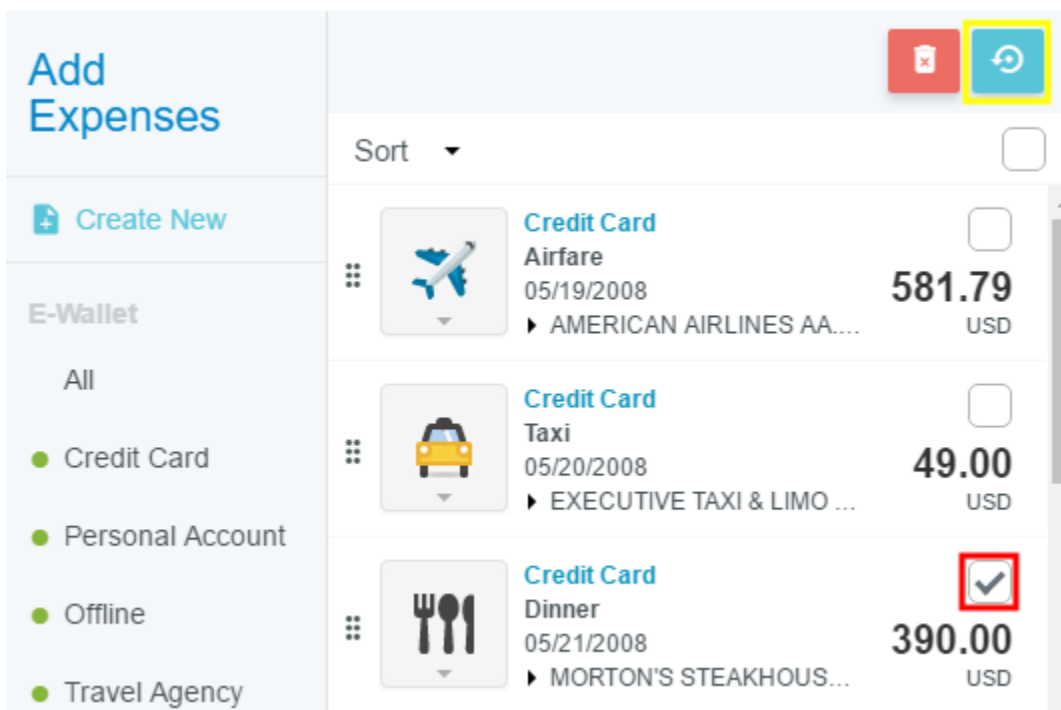 Add
Expenses
Create New
E-Wallet
All
Credit Card
Personal Account
Offline
Travel Agency
Sort
Credit Card
Airfare
05/19/2008
AMERICAN AIRLINES AA....
581.79
USD
Credit Card
Taxi
05/20/2008
EXECUTIVE TAXI & LIMO ...
49.00
USD
Credit Card
Dinner
05/21/2008
MORTON'S STEAKHOUS...
390.00
USD